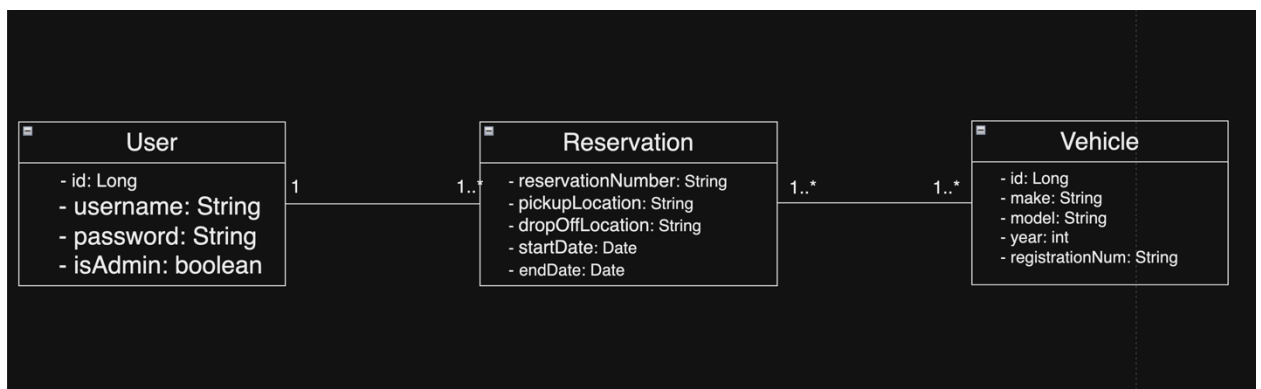 User
- id: Long
- username: String
- password: String
- isAdmin: boolean
1
1..*
Reservation
- reservationNumber: String
- pickupLocation: String
- dropOffLocation: String
- startDate: Date
- endDate: Date
1..*
1..*
Vehicle
- id: Long
- make: String
- model: String
- year: int
- registrationNum: String